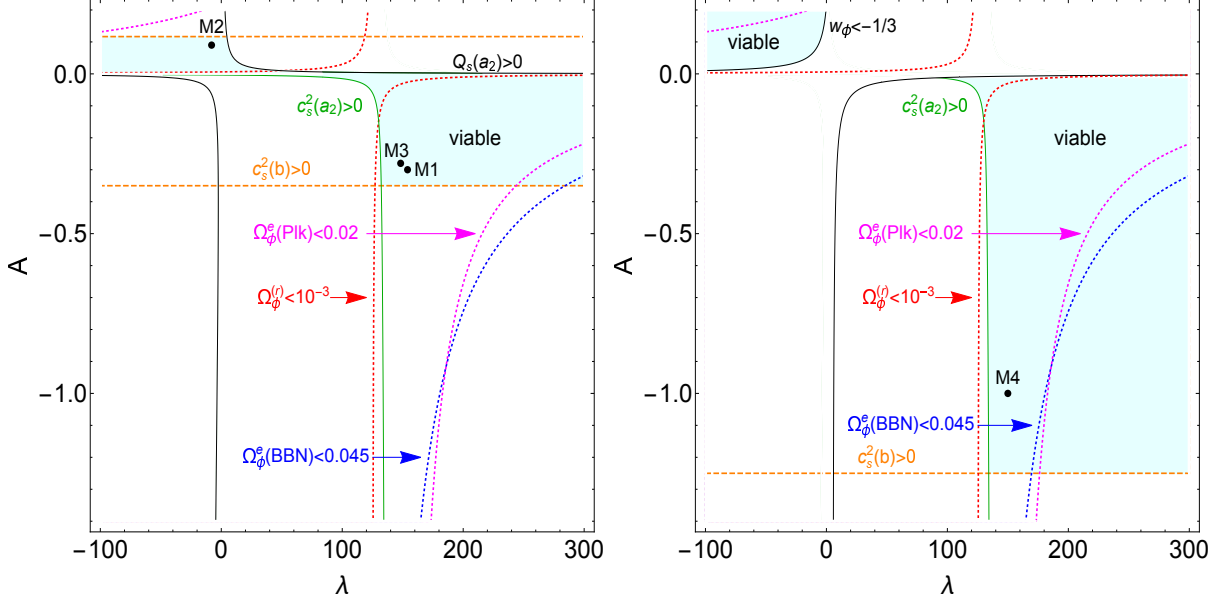 M2
0.0
Q_s(a_2)>0
c_s^2(a_2)>0
viable
M3
M1
c_s^2(b)>0
−0.5
Ω_ϕ^e(Plk)<0.02
A
Ω_ϕ^(r)<10^−3
−1.0
Ω_ϕ^e(BBN)<0.045
−100 0 100 200 300
λ
w_ϕ<−1/3
viable
0.0
c_s^2(a_2)>0
viable
−0.5
Ω_ϕ^e(Plk)<0.02
A
Ω_ϕ^(r)<10^−3
M4
−1.0
Ω_ϕ^e(BBN)<0.045
c_s^2(b)>0
−100 0 100 200 300
λ